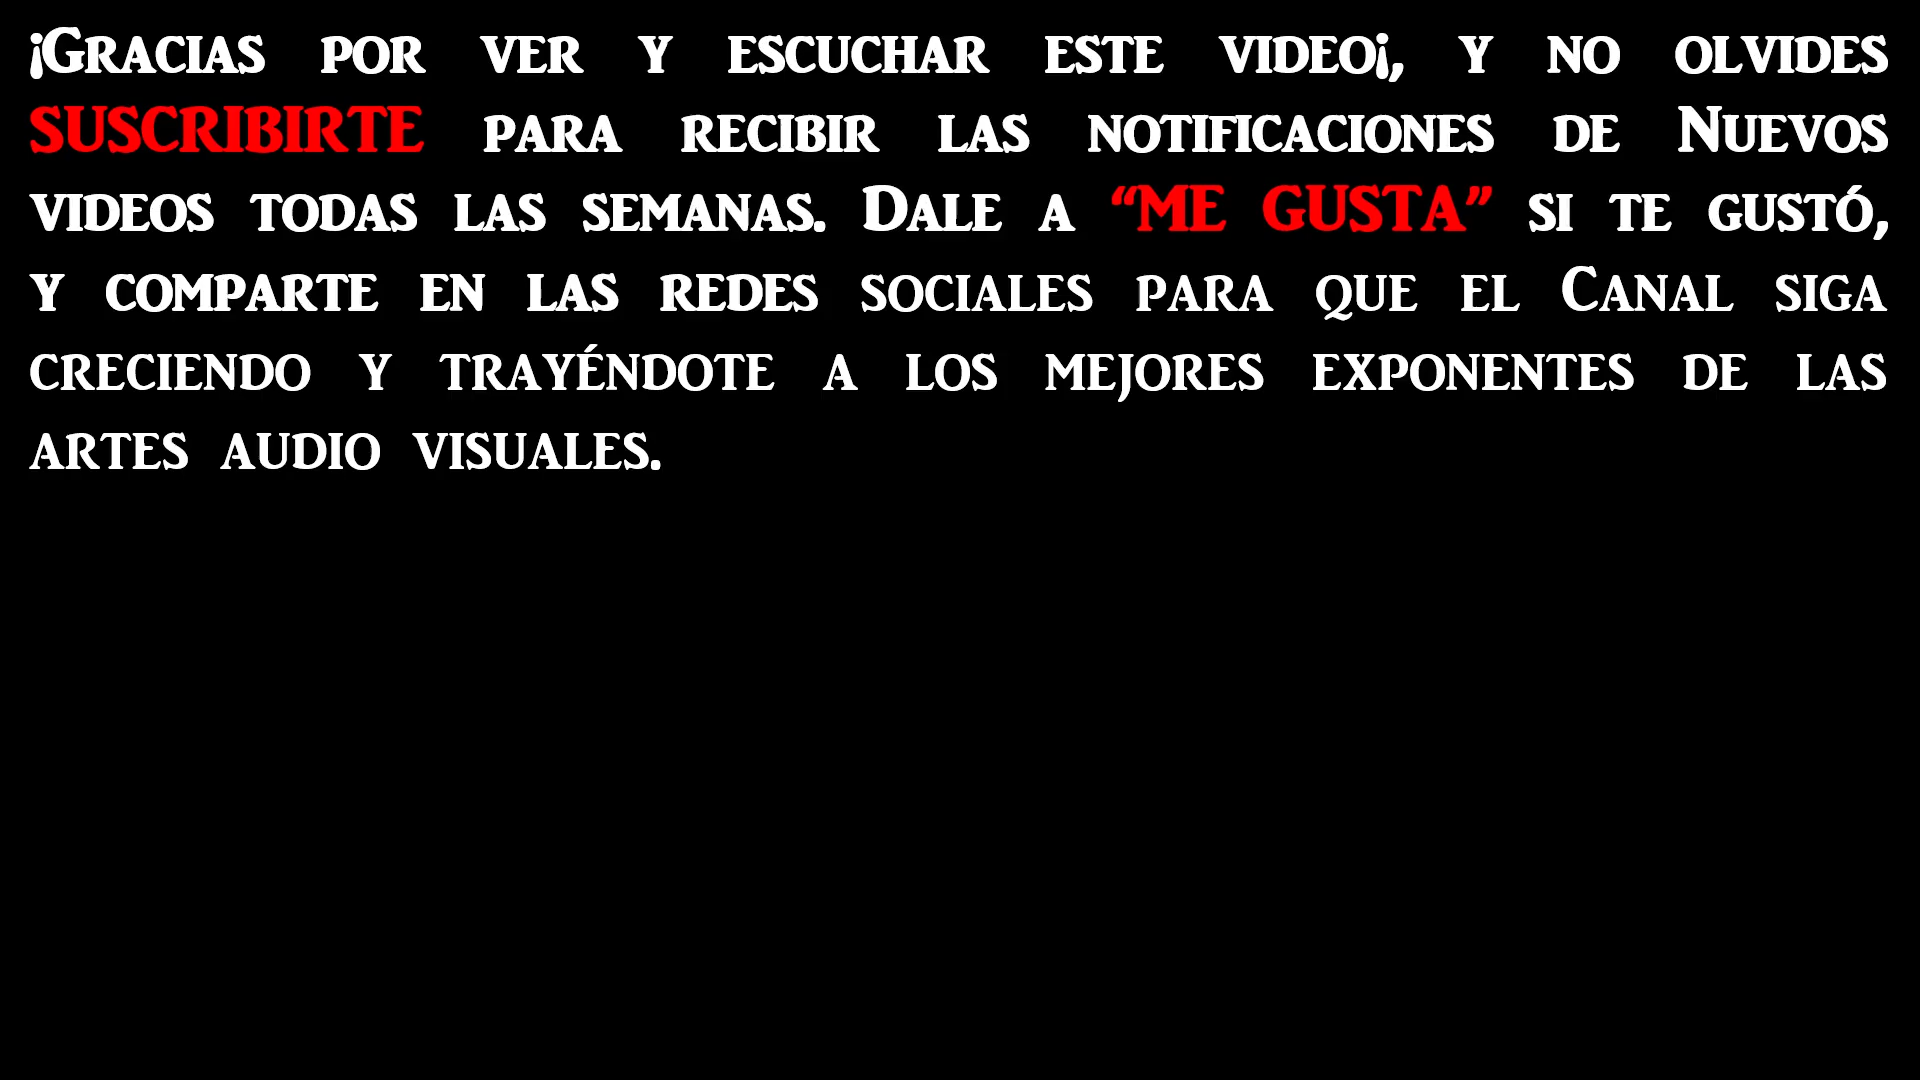 ¡Gracias por ver y escuchar este video¡, y no olvides
SUSCRIBIRTE para recibir las notificaciones de Nuevos
videos todas las semanas. Dale a “ME GUSTA” si te gustó,
y comparte en las redes sociales para que el Canal siga
creciendo y trayéndote a los mejores exponentes de las
artes audio visuales.